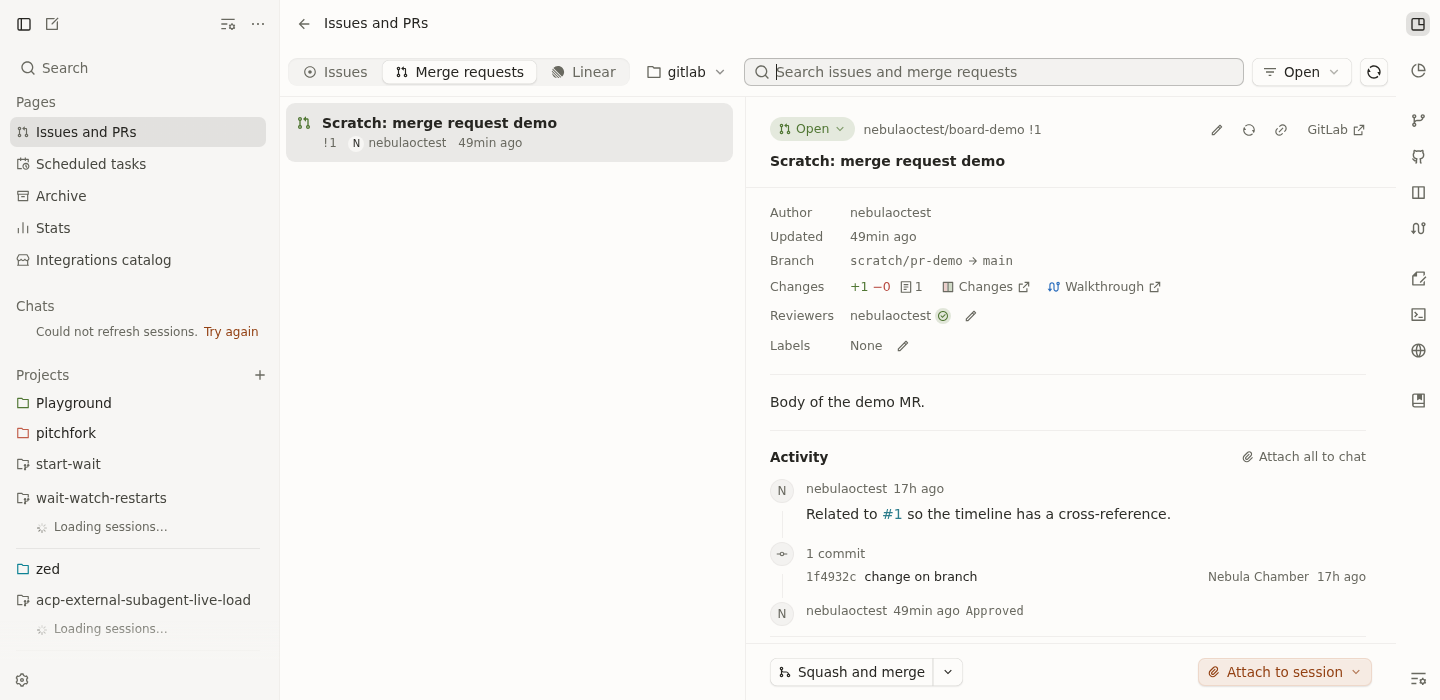 Issues and PRs
Search
Pages
Issues and PRs
Scheduled tasks
Archive
Stats
Integrations catalog
Chats
Could not refresh sessions. Try again
Projects
Playground
pitchfork
start-wait
wait-watch-restarts
Loading sessions...
zed
acp-external-subagent-live-load
Loading sessions...
Issues
Merge requests
Linear
gitlab
Search issues and merge requests
Open
Scratch: merge request demo
!1 N nebulaoctest 49min ago
Open nebulaoctest/board-demo !1 GitLab
Scratch: merge request demo
Author nebulaoctest
Updated 49min ago
Branch scratch/pr-demo → main
Changes +1 −0 1 Changes Walkthrough
Reviewers nebulaoctest
Labels None
Body of the demo MR.
Activity Attach all to chat
N nebulaoctest 17h ago
Related to #1 so the timeline has a cross-reference.
1 commit
1f4932c change on branch Nebula Chamber 17h ago
N nebulaoctest 49min ago Approved
Squash and merge
Attach to session